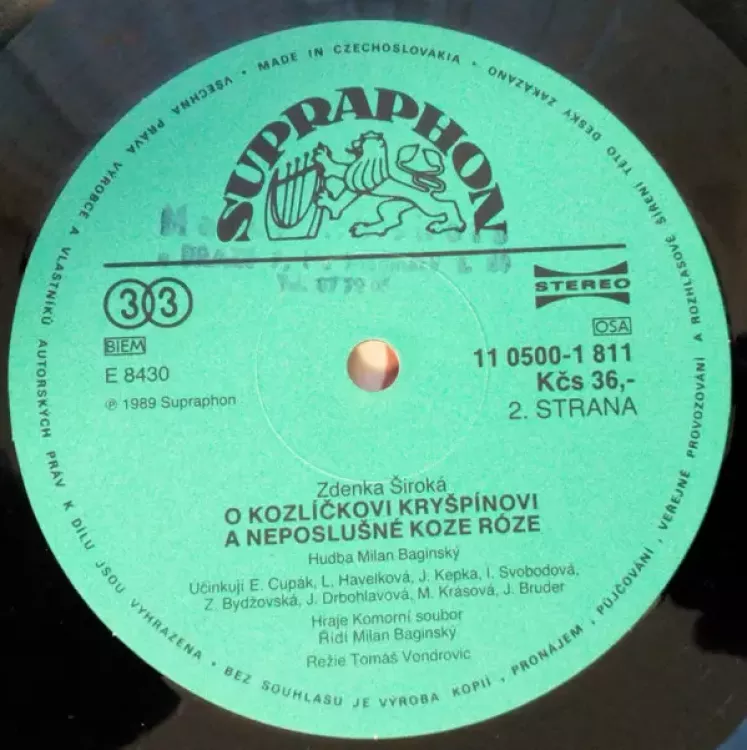 MADE IN CZECHOSLOVAKIA · VŠECHNA PRÁVA VÝROBCE A VLASTNÍKŮ AUTORSKÝCH PRÁV K DÍLU JSOU VYHRAZENA · BEZ SOUHLASU JE VÝROBA KOPIÍ, PRONÁJEM, PŮJČOVÁNÍ, VEŘEJNÉ PROVOZOVÁNÍ A ROZHLASOVÉ ŠÍŘENÍ TÉTO DESKY ZAKÁZÁNO ·
SUPRAPHON
33
STEREO
BIEM
OSA
E 8430
11 0500-1 811
℗ 1989 Supraphon
Kčs 36,-
2. STRANA
Zdenka Široká
O KOZLÍČKOVI KRYŠPÍNOVI
A NEPOSLUŠNÉ KOZE RÓZE
Hudba Milan Baginský
Učinkují E. Cupák, L. Havelková, J. Kepka, I. Svobodová,
Z. Bydžovská, J. Drbohlavová, M. Krásová, J. Bruder
Hraje Komorní soubor
Řídí Milan Baginský
Režie Tomáš Vondrovic